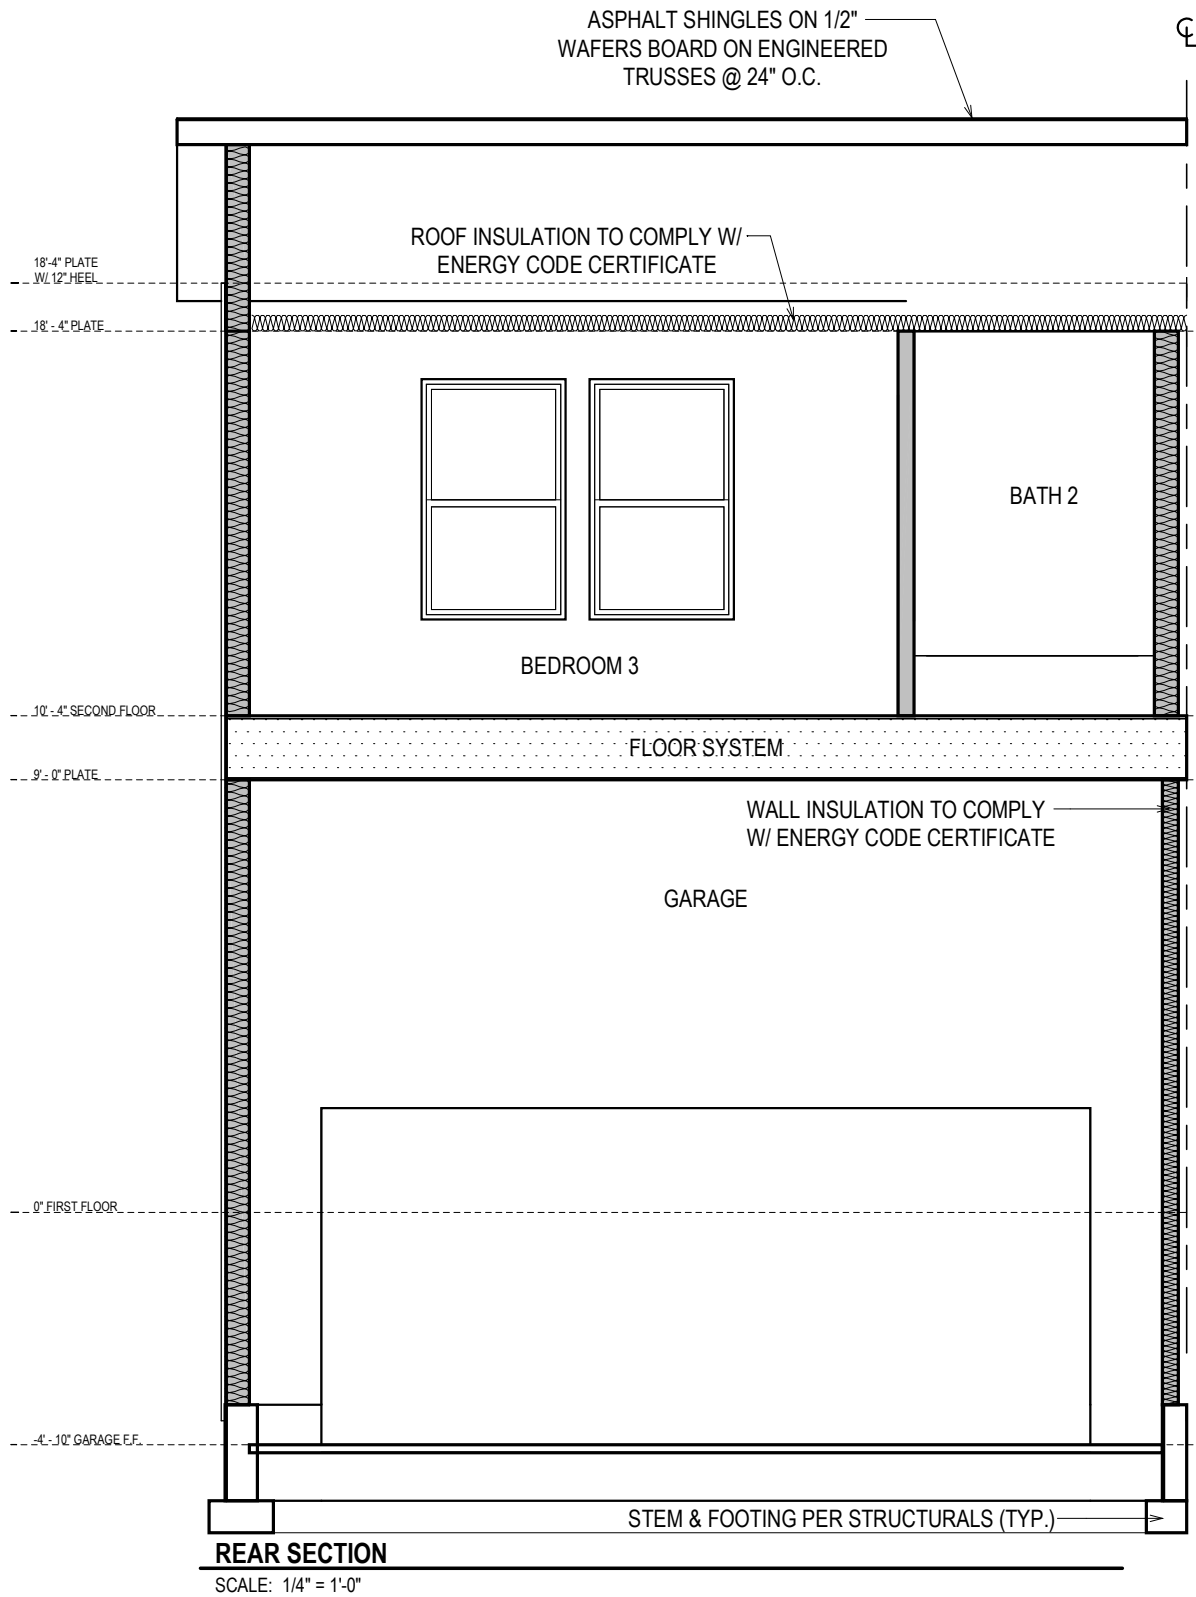 ASPHALT SHINGLES ON 1/2"
WAFERS BOARD ON ENGINEERED
TRUSSES @ 24" O.C.
℄
ROOF INSULATION TO COMPLY W/
ENERGY CODE CERTIFICATE
18'-4" PLATE
W/ 12" HEEL
18' - 4" PLATE
BATH 2
BEDROOM 3
10' - 4" SECOND FLOOR
FLOOR SYSTEM
9' - 0" PLATE
WALL INSULATION TO COMPLY
W/ ENERGY CODE CERTIFICATE
GARAGE
0" FIRST FLOOR
-4' - 10" GARAGE F.F.
STEM & FOOTING PER STRUCTURALS (TYP.)
REAR SECTION
SCALE: 1/4" = 1'-0"